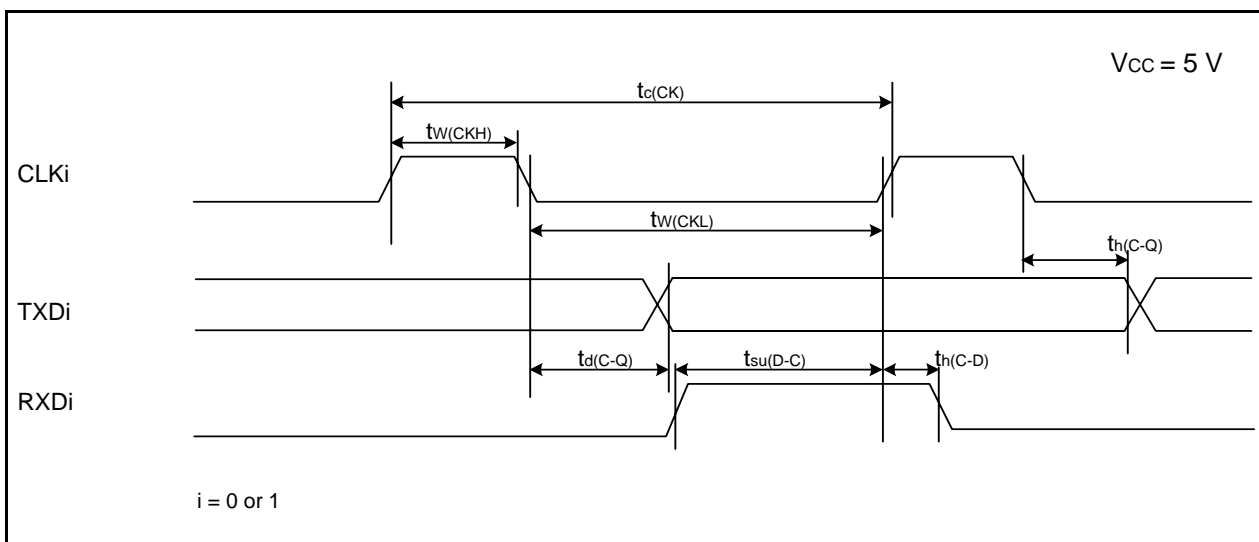 VCC = 5 V
tc(CK)
tW(CKH)
CLKi
tW(CKL)
th(C-Q)
TXDi
td(C-Q)
tsu(D-C)
th(C-D)
RXDi
i = 0 or 1